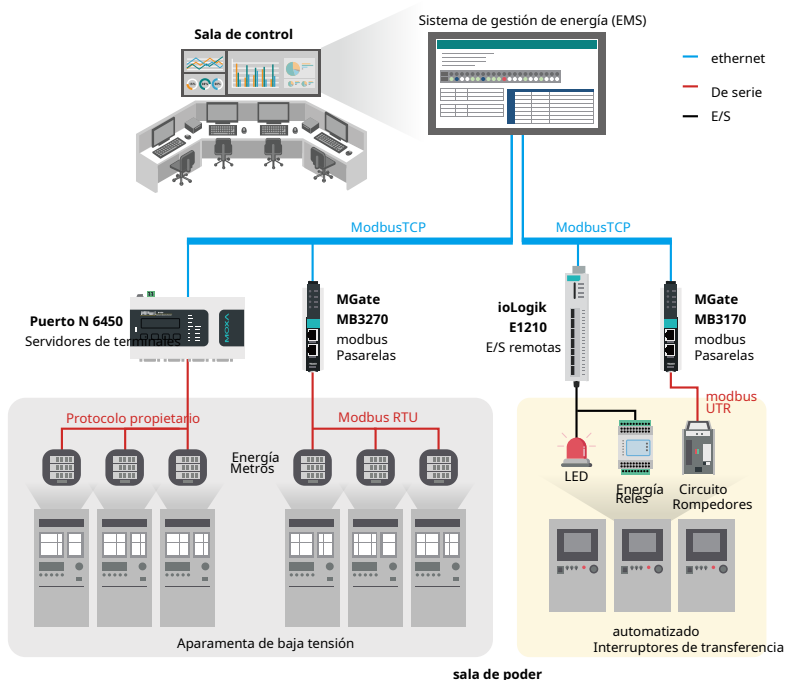 Sala de control
Sistema de gestión de energía (EMS)
ethernet
De serie
E/S
ModbusTCP
ModbusTCP
Puerto N 6450
Servidores de terminales
MOXA
MGate
MB3270
modbus
Pasarelas
ioLogik
E1210
E/S remotas
MGate
MB3170
modbus
Pasarelas
modbus
UTR
Protocolo propietario
Modbus RTU
Energía
Metros
LED
Energía
Relés
Circuito
Rompedores
Aparamenta de baja tensión
automatizado
Interruptores de transferencia
sala de poder